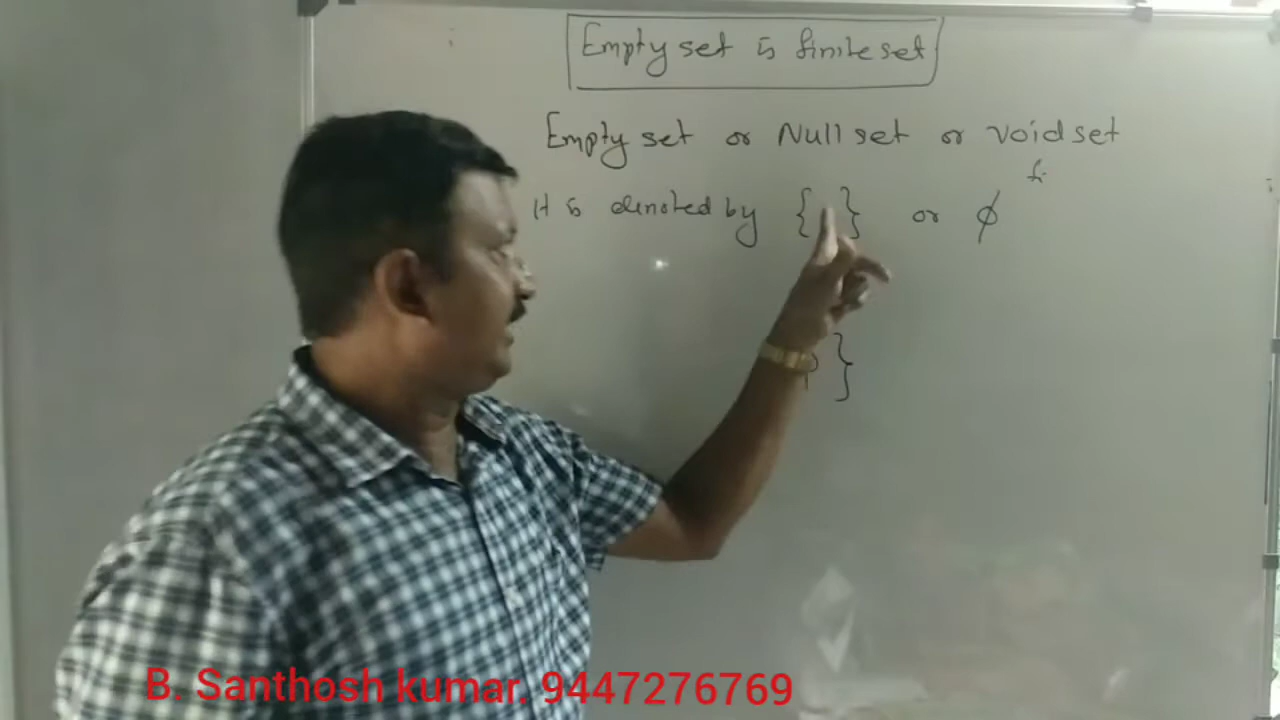 Empty set is finite set
Empty set or Null set or Void set
fi
It is denoted by { } or ϕ
}
B. Santhosh kumar. 9447276769